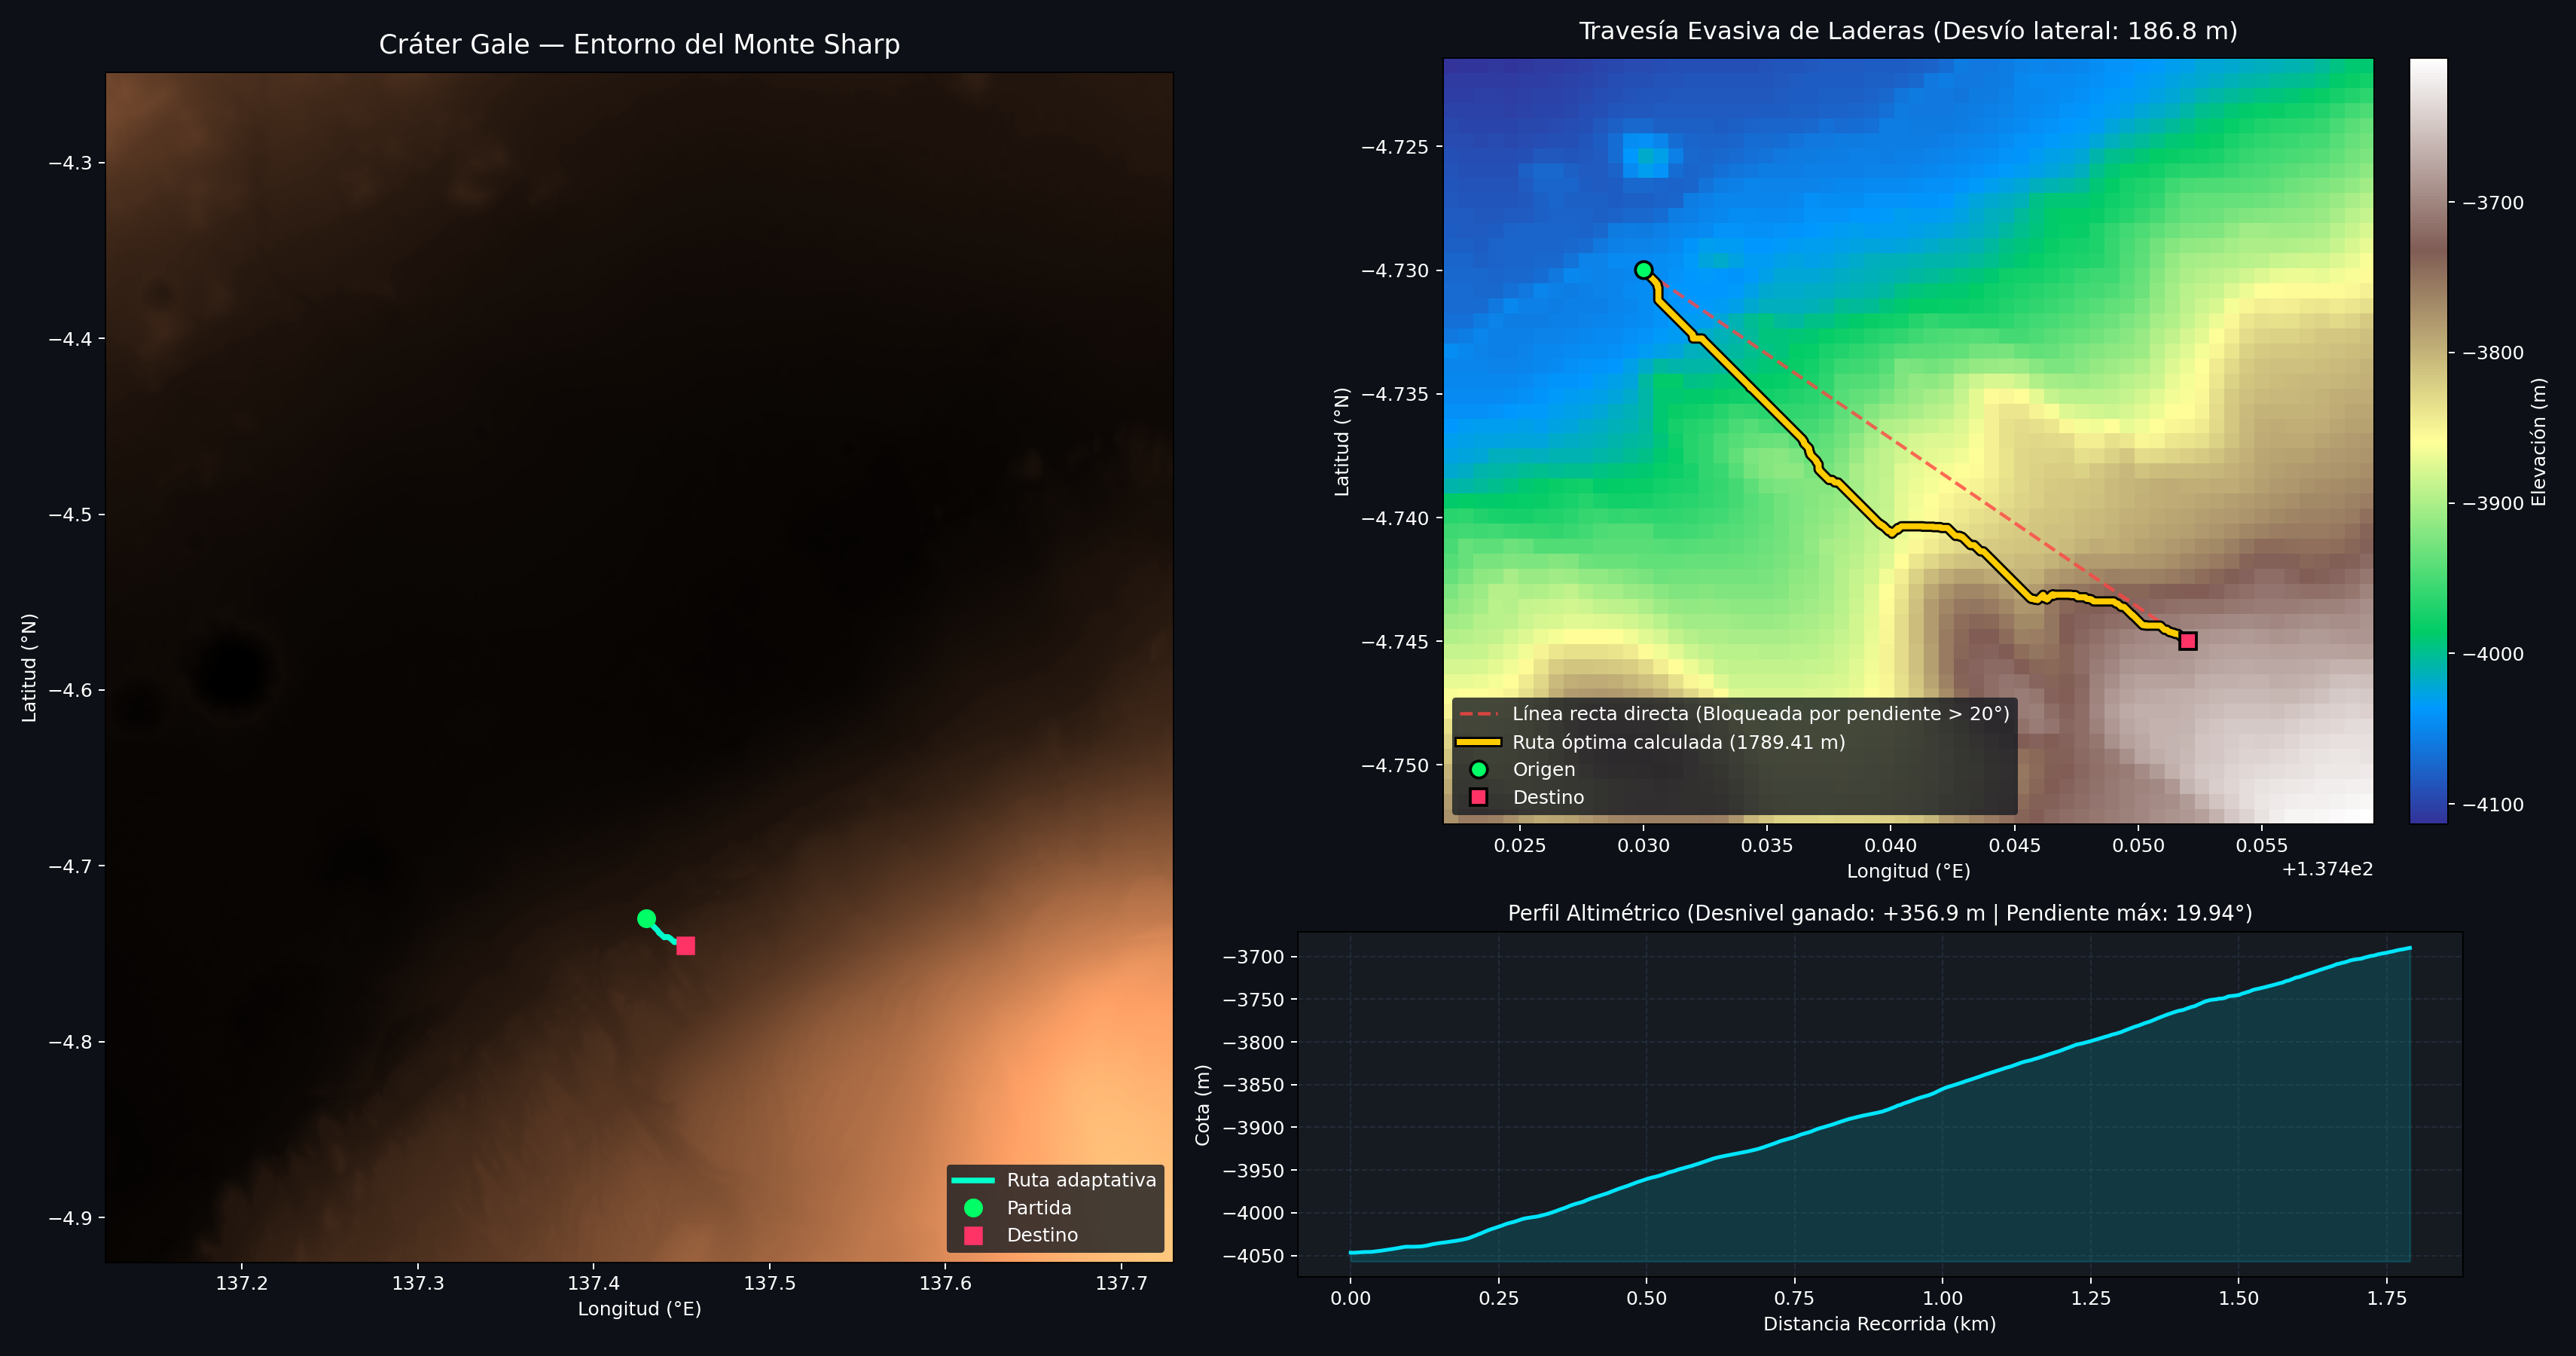 Cráter Gale — Entorno del Monte Sharp
Latitud (°N)
−4.3
−4.4
−4.5
−4.6
−4.7
−4.8
−4.9
137.2
137.3
137.4
137.5
137.6
137.7
Longitud (°E)
Ruta adaptativa
Partida
Destino
Travesía Evasiva de Laderas (Desvío lateral: 186.8 m)
Latitud (°N)
−4.725
−4.730
−4.735
−4.740
−4.745
−4.750
Línea recta directa (Bloqueada por pendiente > 20°)
Ruta óptima calculada (1789.41 m)
Origen
Destino
0.025
0.030
0.035
0.040
0.045
0.050
0.055
+1.374e2
Longitud (°E)
−3700
−3800
−3900
−4000
−4100
Elevación (m)
Perfil Altimétrico (Desnivel ganado: +356.9 m | Pendiente máx: 19.94°)
Cota (m)
−3700
−3750
−3800
−3850
−3900
−3950
−4000
−4050
0.00
0.25
0.50
0.75
1.00
1.25
1.50
1.75
Distancia Recorrida (km)